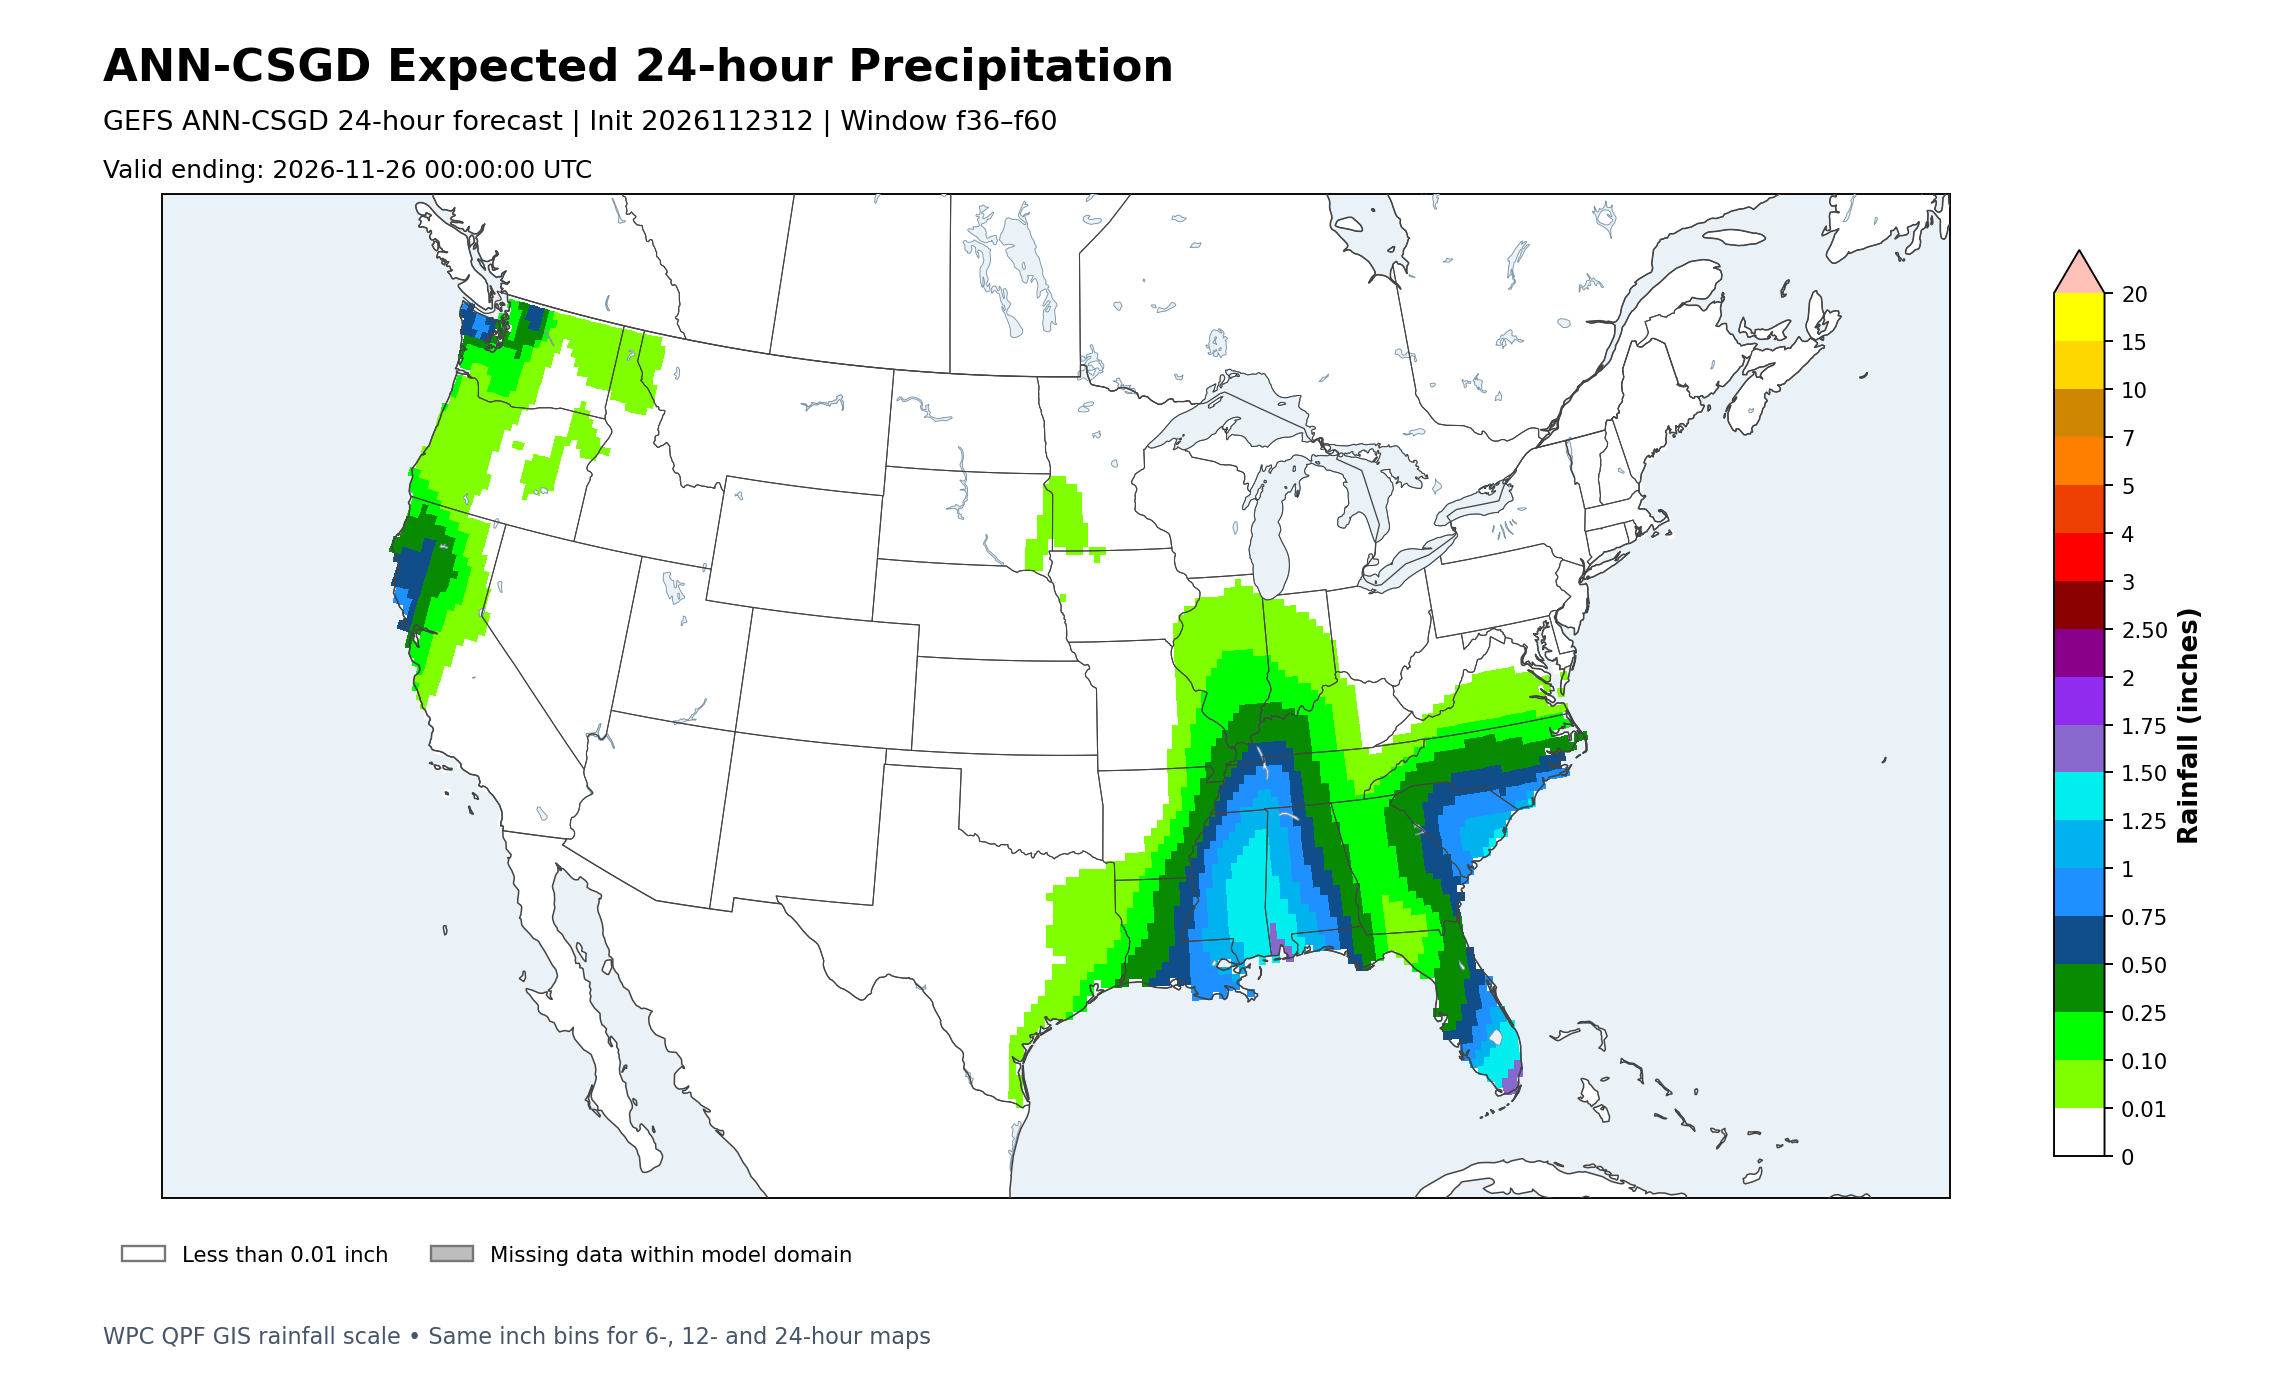 ANN-CSGD Expected 24-hour Precipitation
GEFS ANN-CSGD 24-hour forecast | Init 2026112312 | Window f36–f60
Valid ending: 2026-11-26 00:00:00 UTC
20
15
10
7
5
4
3
2.50
2
1.75
1.50
1.25
1
0.75
0.50
0.25
0.10
0.01
0
Rainfall (inches)
Less than 0.01 inch
Missing data within model domain
WPC QPF GIS rainfall scale • Same inch bins for 6-, 12- and 24-hour maps